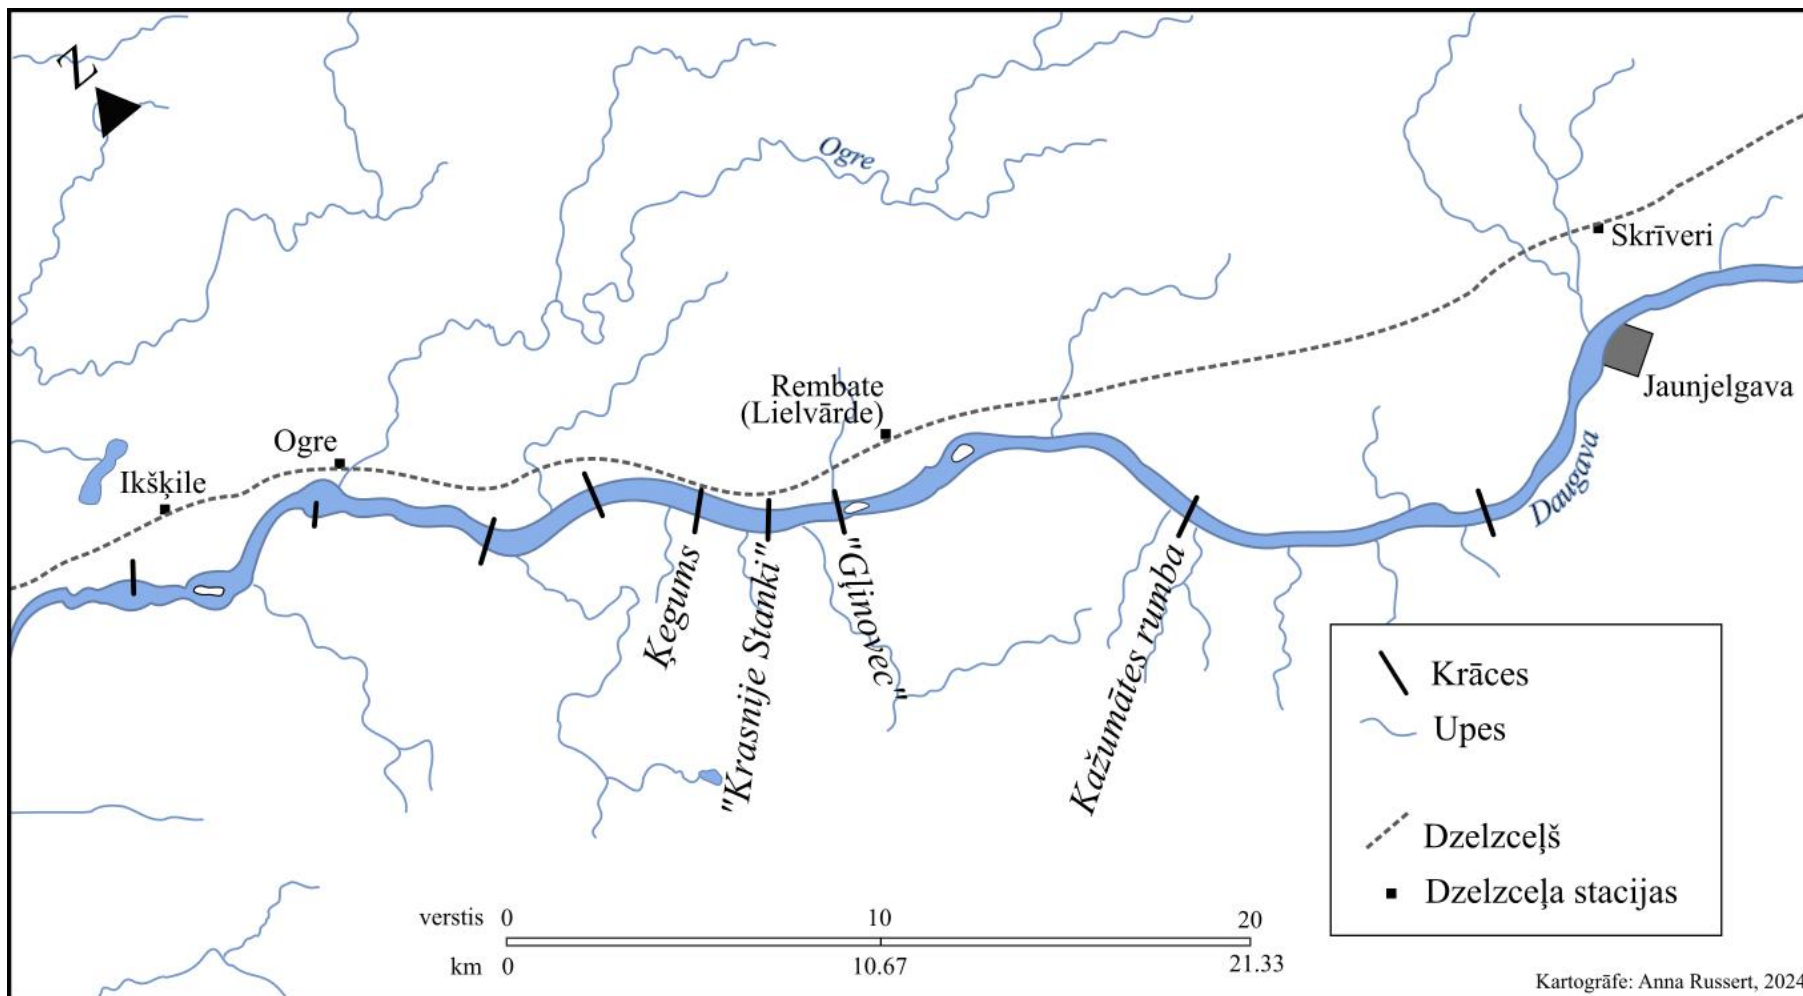 N
Ogre
Skrīveri
Rembate
(Lielvārde)
Jaunjelgava
Ogre
Ikšķile
Daugava
Ķegums
"Krasnije Stanki"
"Gļinovec"
Kažumātes rumba
Krāces
Upes
Dzelzceļš
Dzelzceļa stacijas
verstis 0 10 20
km 0 10.67 21.33
Kartogrāfe: Anna Russert, 2024